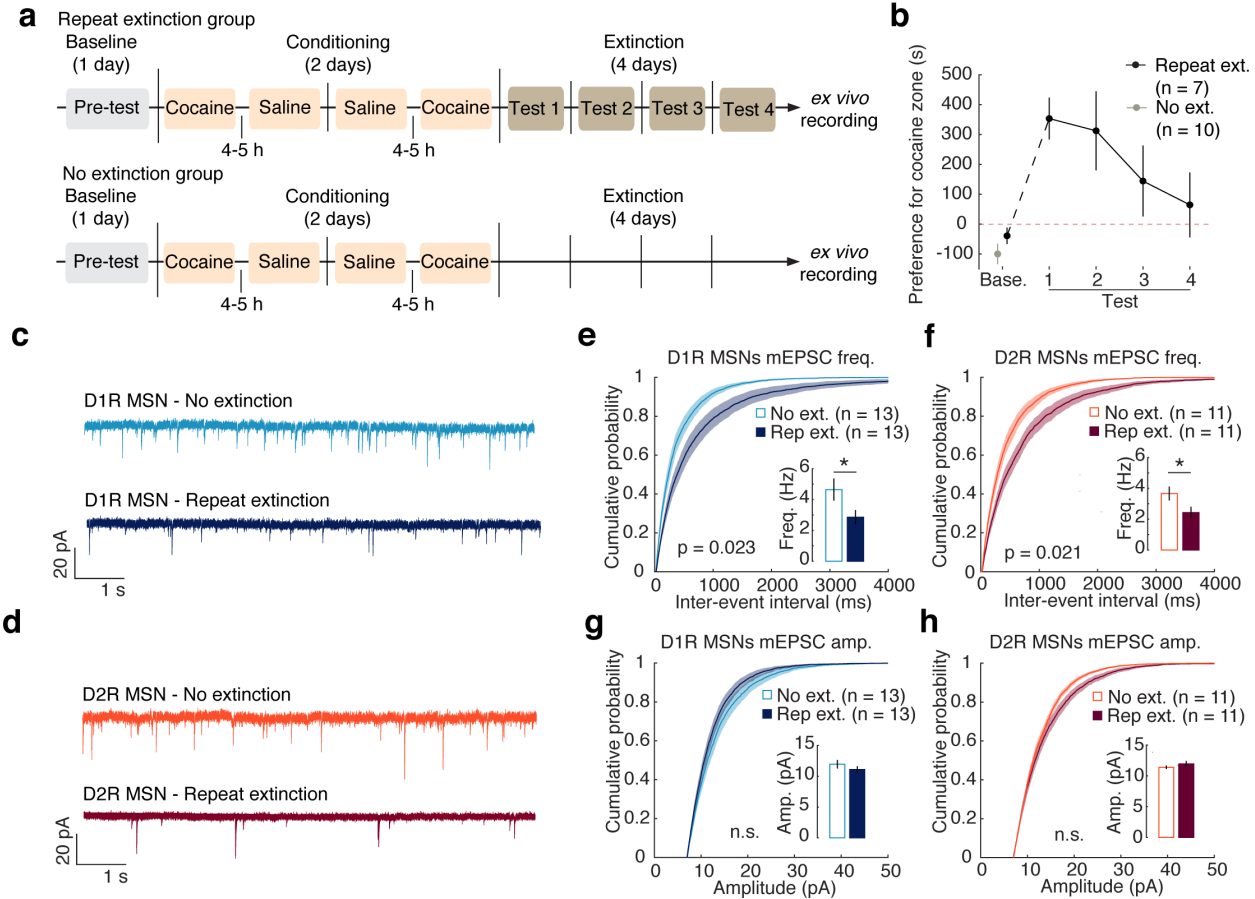 a
Repeat extinction group
Baseline
(1 day)
Conditioning
(2 days)
Extinction
(4 days)
Pre-test
Cocaine
Saline
Saline
Cocaine
Test 1
Test 2
Test 3
Test 4
ex vivo
recording
4-5 h
4-5 h
No extinction group
Baseline
(1 day)
Conditioning
(2 days)
Extinction
(4 days)
Pre-test
Cocaine
Saline
Saline
Cocaine
ex vivo
recording
4-5 h
4-5 h
b
Preference for cocaine zone (s)
500
400
300
200
100
0
-100
Repeat ext.
(n = 7)
No ext.
(n = 10)
Base.
1
2
3
4
Test
c
D1R MSN - No extinction
D1R MSN - Repeat extinction
20 pA
1 s
d
D2R MSN - No extinction
D2R MSN - Repeat extinction
20 pA
1 s
e
D1R MSNs mEPSC freq.
Cumulative probability
1
0.8
0.6
0.4
0.2
0
No ext. (n = 13)
Rep ext. (n = 13)
Freq. (Hz)
6
4
2
0
*
p = 0.023
0
1000
2000
3000
4000
Inter-event interval (ms)
f
D2R MSNs mEPSC freq.
Cumulative probability
1
0.8
0.6
0.4
0.2
0
No ext. (n = 11)
Rep ext. (n = 11)
Freq. (Hz)
6
4
2
0
*
p = 0.021
0
1000
2000
3000
4000
Inter-event interval (ms)
g
D1R MSNs mEPSC amp.
Cumulative probability
1
0.8
0.6
0.4
0.2
0
No ext. (n = 13)
Rep ext. (n = 13)
Amp. (pA)
15
10
5
0
n.s.
0
10
20
30
40
50
Amplitude (pA)
h
D2R MSNs mEPSC amp.
Cumulative probability
1
0.8
0.6
0.4
0.2
0
No ext. (n = 11)
Rep ext. (n = 11)
Amp. (pA)
15
10
5
0
n.s.
0
10
20
30
40
50
Amplitude (pA)